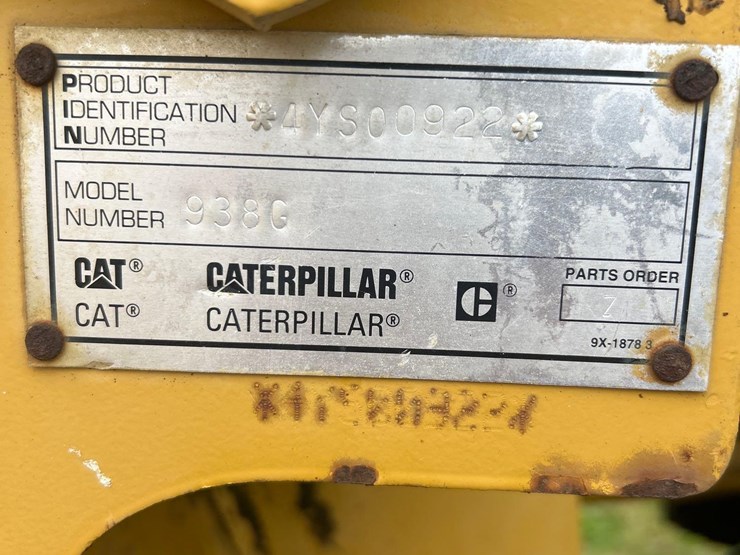 PRODUCT
IDENTIFICATION
NUMBER
*4YS00922*
MODEL
NUMBER
938G
CAT® CATERPILLAR®
CAT® CATERPILLAR®
®
PARTS ORDER
Z
9X-1878 3